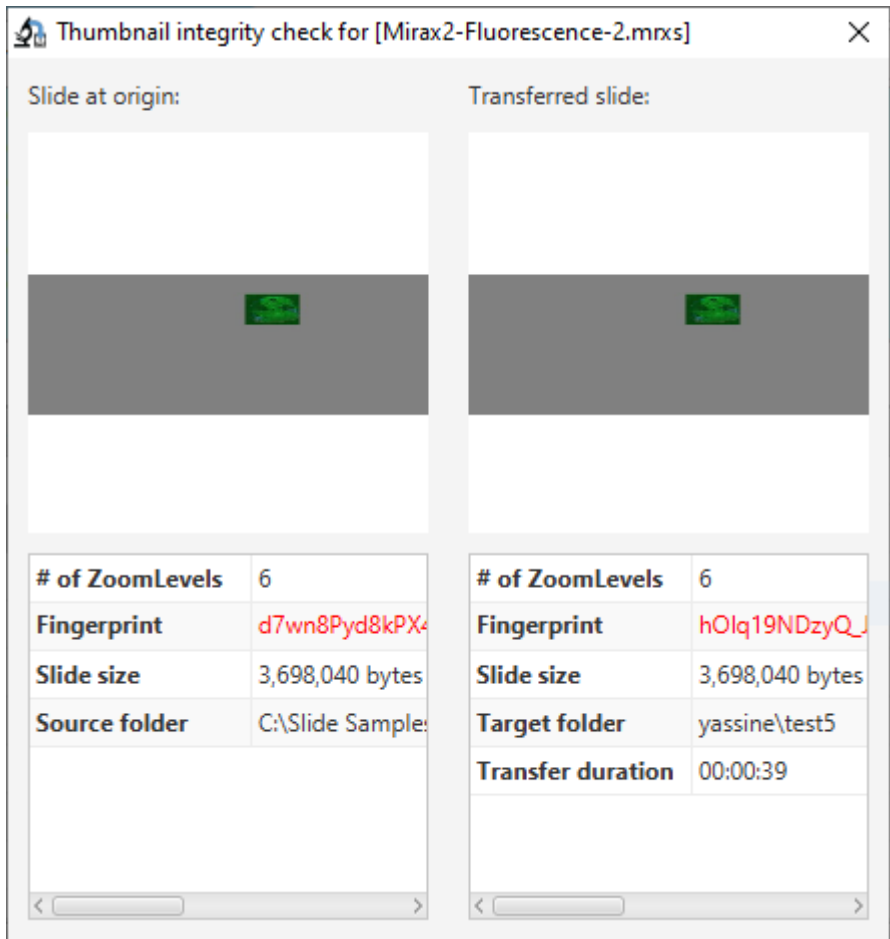 Thumbnail integrity check for [Mirax2-Fluorescence-2.mrxs]
Slide at origin:
# of ZoomLevels 6
Fingerprint d7wn8Pyd8kPX4
Slide size 3,698,040 bytes
Source folder C:\Slide Samples
Transferred slide:
# of ZoomLevels 6
Fingerprint hOlq19NDzyQ_J
Slide size 3,698,040 bytes
Target folder yassine\test5
Transfer duration 00:00:39